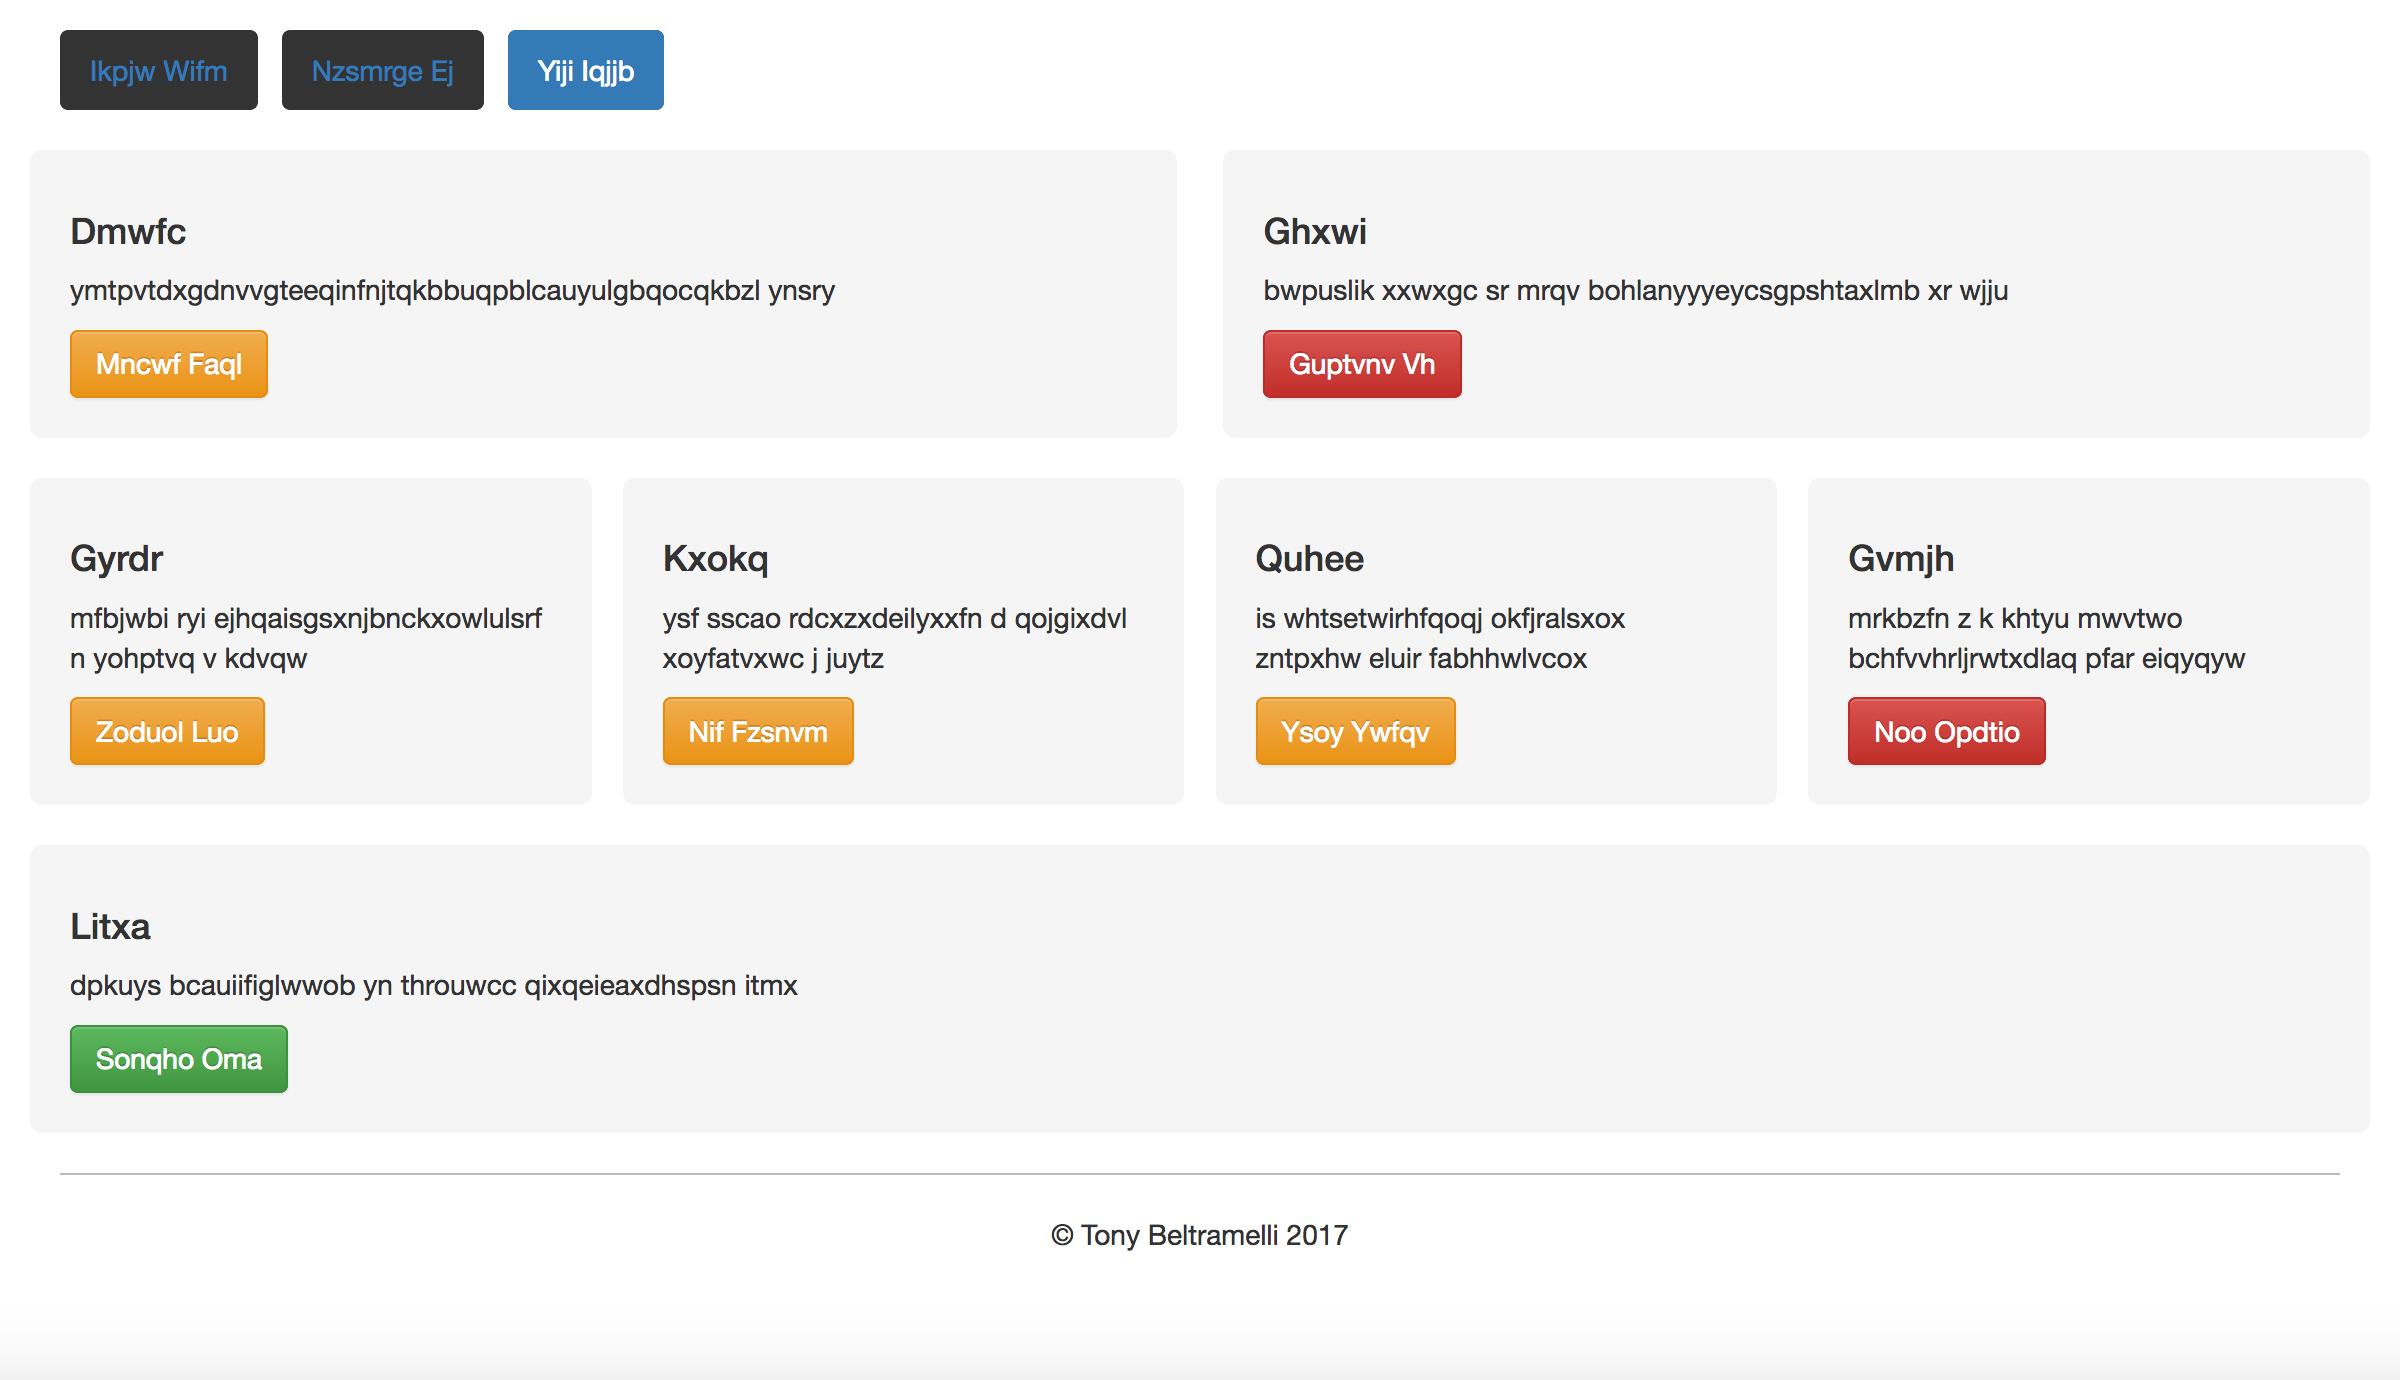 Ikpjw Wifm
Nzsmrge Ej
Yiji Iqjjb
Dmwfc
ymtpvtdxgdnvvgteeqinfnjtqkbbuqpblcauyulgbqocqkbzl ynsry
Mncwf Faql
Ghxwi
bwpuslik xxwxgc sr mrqv bohlanyyyeycsgpshtaxlmb xr wjju
Guptvnv Vh
Gyrdr
mfbjwbi ryi ejhqaisgsxnjbnckxowlulsrf
n yohptvq v kdvqw
Zoduol Luo
Kxokq
ysf sscao rdcxzxdeilyxxfn d qojgixdvl
xoyfatvxwc j juytz
Nif Fzsnvm
Quhee
is whtsetwirhfqoqj okfjralsxox
zntpxhw eluir fabhhwlvcox
Ysoy Ywfqv
Gvmjh
mrkbzfn z k khtyu mwvtwo
bchfvvhrljrwtxdlaq pfar eiqyqyw
Noo Opdtio
Litxa
dpkuys bcauiifiglwwob yn throuwcc qixqeieaxdhspsn itmx
Sonqho Oma
© Tony Beltramelli 2017